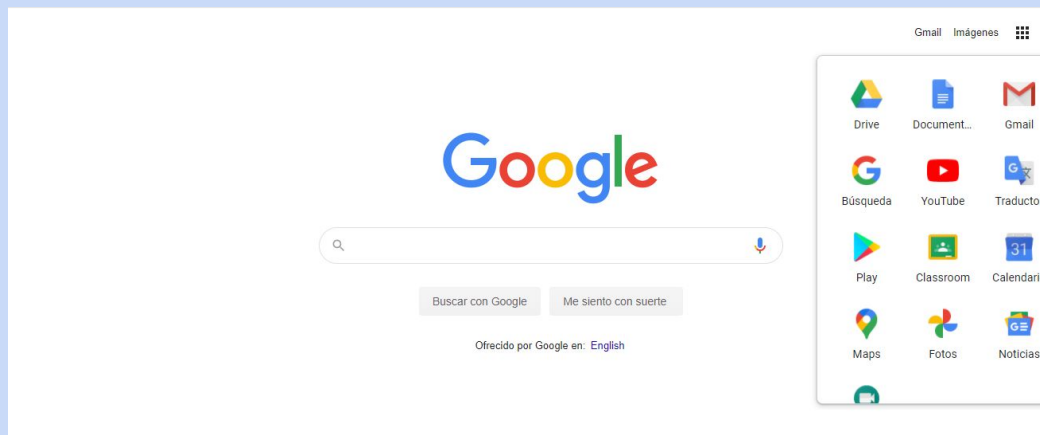 Gmail Imágenes
Google
Buscar con Google Me siento con suerte
Ofrecido por Google en: English
Drive Document... Gmail
Búsqueda YouTube Traducto
Play Classroom Calendari
31
Maps Fotos Noticias